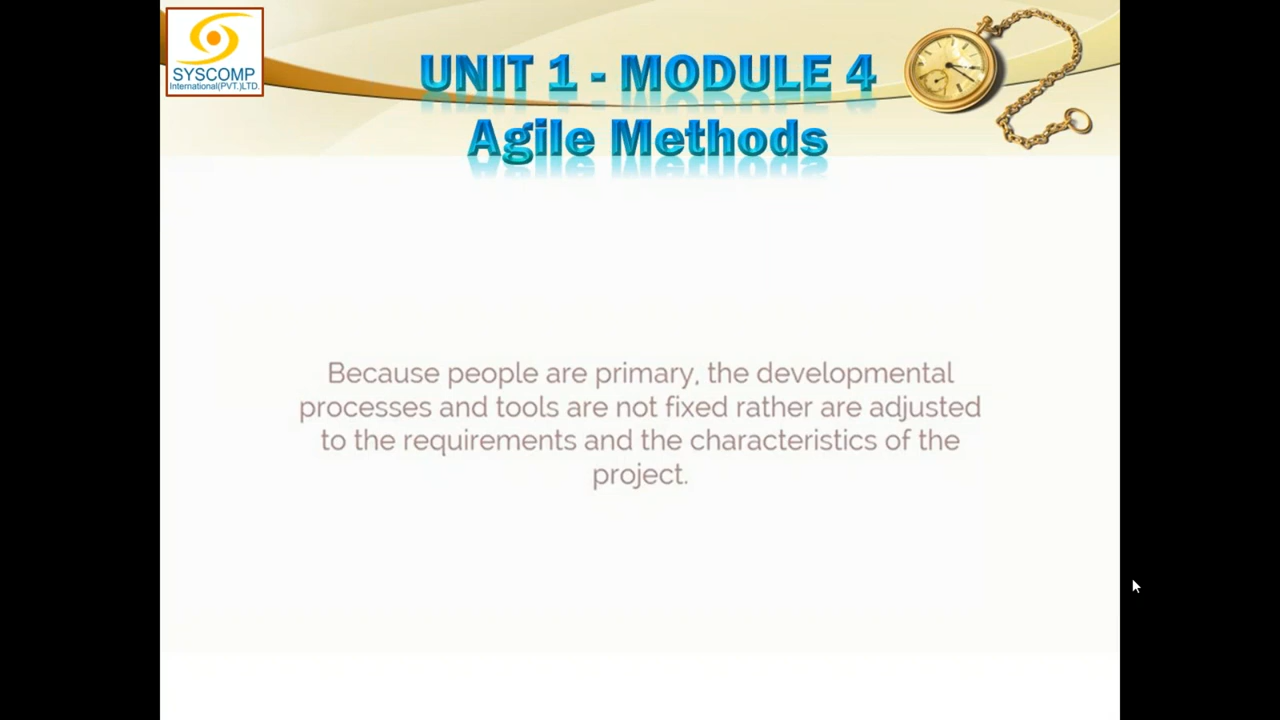 SYSCOMP
International(PVT.)LTD.
UNIT 1 - MODULE 4
Agile Methods
Because people are primary, the developmental
processes and tools are not fixed rather are adjusted
to the requirements and the characteristics of the
project.